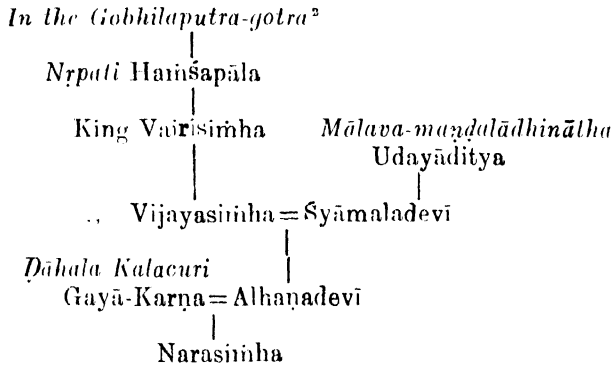 In the Gobhilaputra-gotra²
Nṛpati Haṁsapāla
King Vairisiṁha Mālava-maṇḍalādhinātha
Udayāditya
„ Vijayasiṁha = Śyāmaladevī
Ḍāhala Kalacuri
Gayā-Karṇa = Alhaṇadevī
Narasiṁha